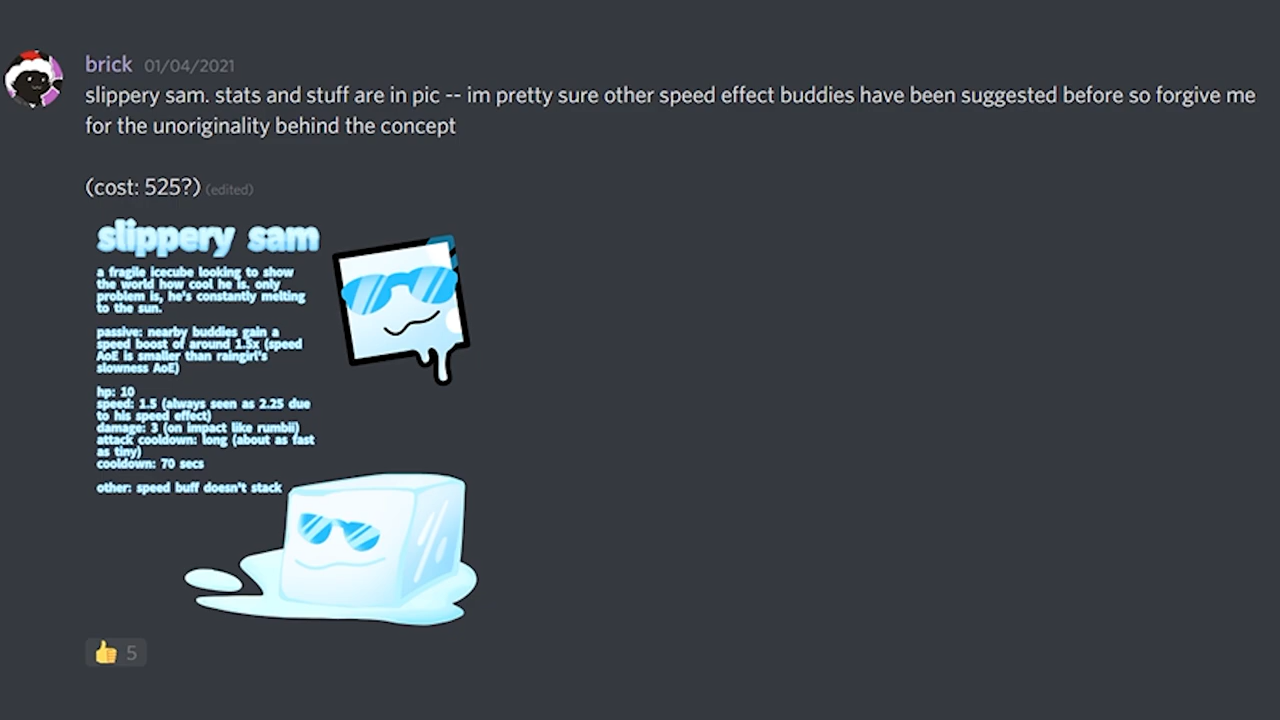 brick 01/04/2021
slippery sam. stats and stuff are in pic -- im pretty sure other speed effect buddies have been suggested before so forgive me
for the unoriginality behind the concept
(cost: 525?) (edited)
slippery sam
a fragile icecube looking to show
the world how cool he is. only
problem is, he's constantly melting
to the sun.
passive: nearby buddies gain a
speed boost of around 1.5x (speed
AoE is smaller than raingirl's
slowness AoE)
hp: 10
speed: 1.5 (always seen as 2.25 due
to his speed effect)
damage: 3 (on impact like rumbii)
attack cooldown: long (about as fast
as tiny)
cooldown: 70 secs
other: speed buff doesn't stack
5